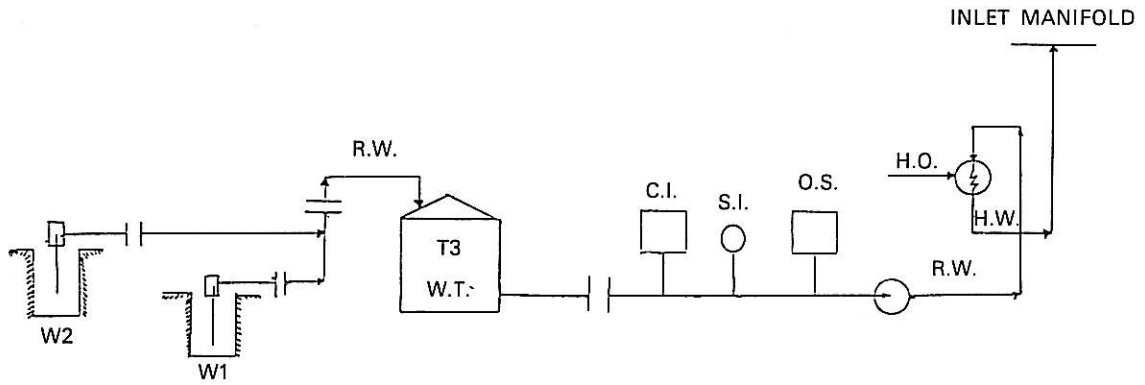 INLET MANIFOLD
R.W.
H.O.
C.I.
S.I.
O.S.
H.W.
T3
W.T.
R.W.
W2
W1